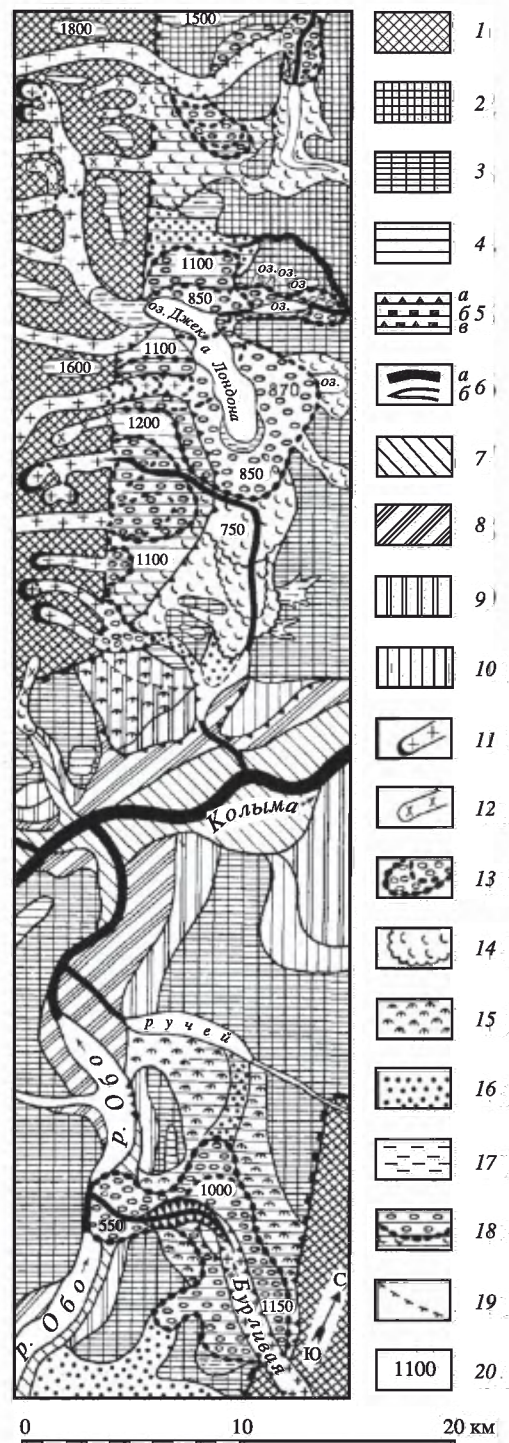 1800
1500
1100
оз.
оз.
оз.
оз.
850
оз. Джека Лондона
1100
1600
870
оз.
1200
850
750
1100
Колыма
ручей
р. Обо
1000
550
Бурливая
1150
р. Обо
С
Ю
1
2
3
4
а
б 5
в
а
б 6
7
8
9
10
11
12
13
14
15
16
17
18
19
1100 20
0 10 20 км